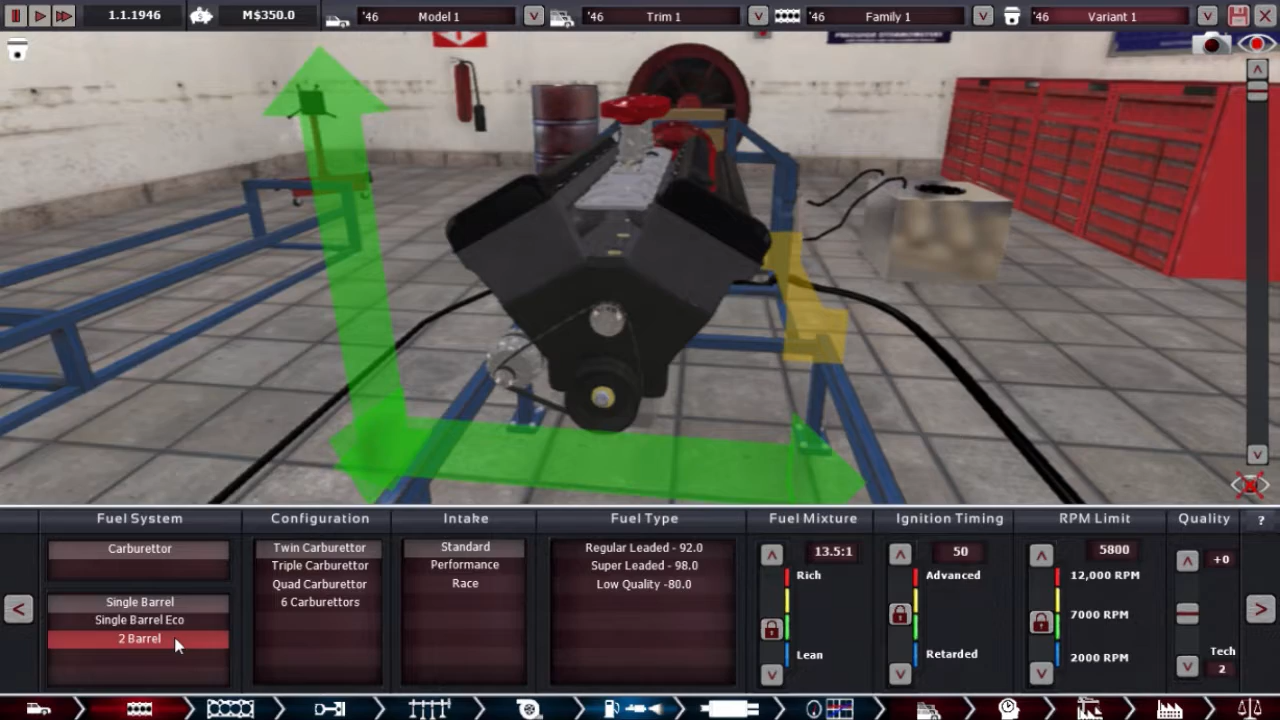 1.1.1946
M$350.0
'46 Model 1
'46 Trim 1
'46 Family 1
'46 Variant 1
Fuel System
Configuration
Intake
Fuel Type
Fuel Mixture
Ignition Timing
RPM Limit
Quality
?
Carburettor
Single Barrel
Single Barrel Eco
2 Barrel
Twin Carburettor
Triple Carburettor
Quad Carburettor
6 Carburettors
Standard
Performance
Race
Regular Leaded - 92.0
Super Leaded - 98.0
Low Quality -80.0
13.5:1
Rich
Lean
50
Advanced
Retarded
5800
12,000 RPM
7000 RPM
2000 RPM
+0
Tech
2